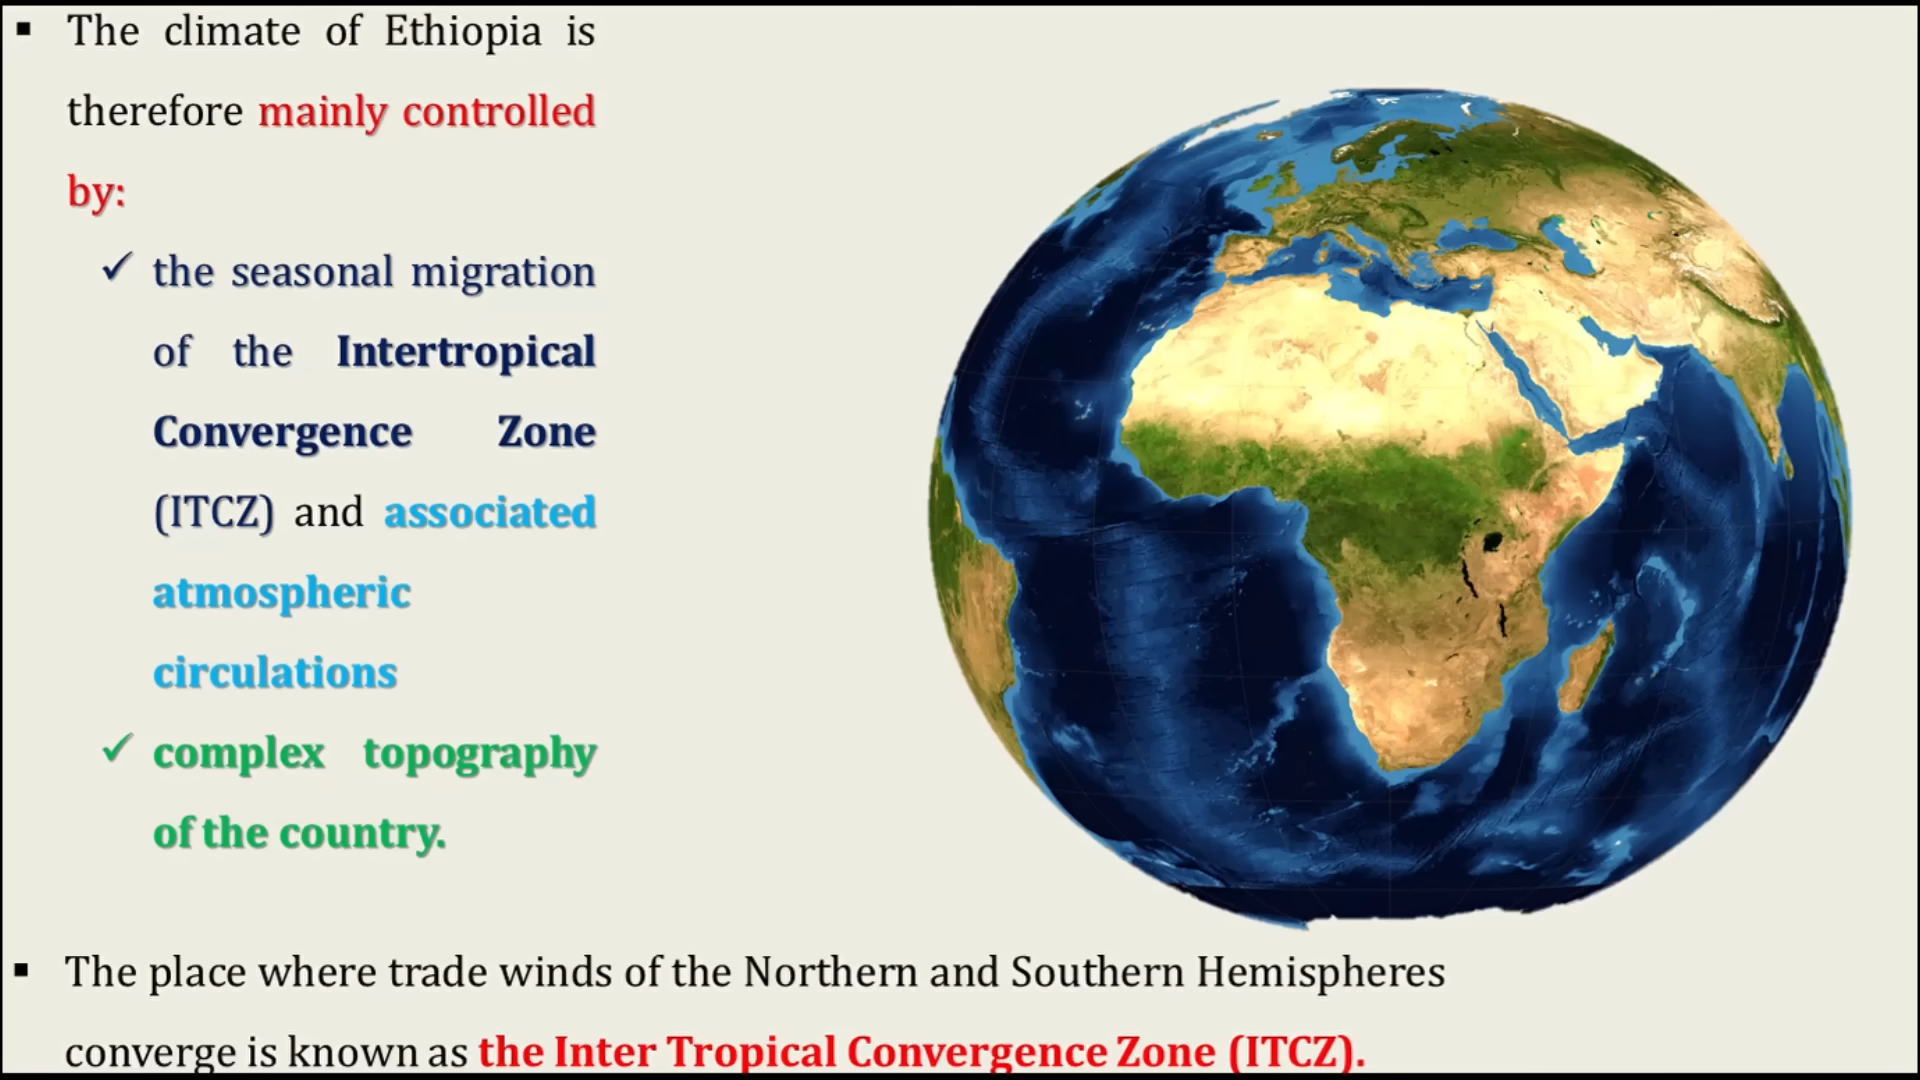 ▪ The climate of Ethiopia is
therefore mainly controlled
by:
✓ the seasonal migration
of the Intertropical
Convergence Zone
(ITCZ) and associated
atmospheric
circulations
✓ complex topography
of the country.
▪ The place where trade winds of the Northern and Southern Hemispheres
converge is known as the Inter Tropical Convergence Zone (ITCZ).